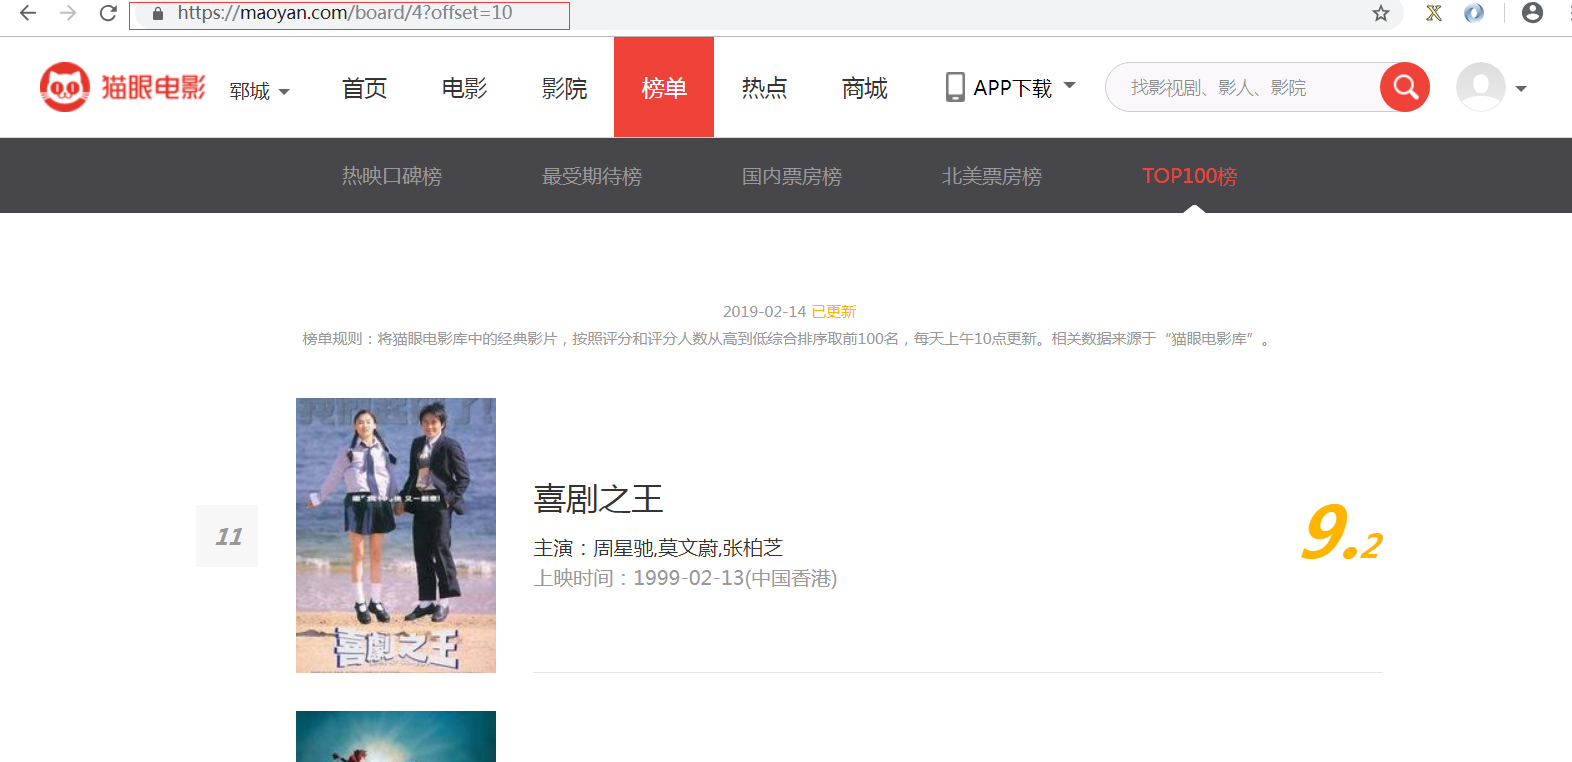 https://maoyan.com/board/4?offset=10
猫眼电影
郓城
首页
电影
影院
榜单
热点
商城
APP下载
找影视剧、影人、影院
热映口碑榜
最受期待榜
国内票房榜
北美票房榜
TOP100榜
2019-02-14 已更新
榜单规则：将猫眼电影库中的经典影片，按照评分和评分人数从高到低综合排序取前100名，每天上午10点更新。相关数据来源于“猫眼电影库”。
11
喜劇之王
喜剧之王
主演：周星驰,莫文蔚,张柏芝
上映时间：1999-02-13(中国香港)
9.2